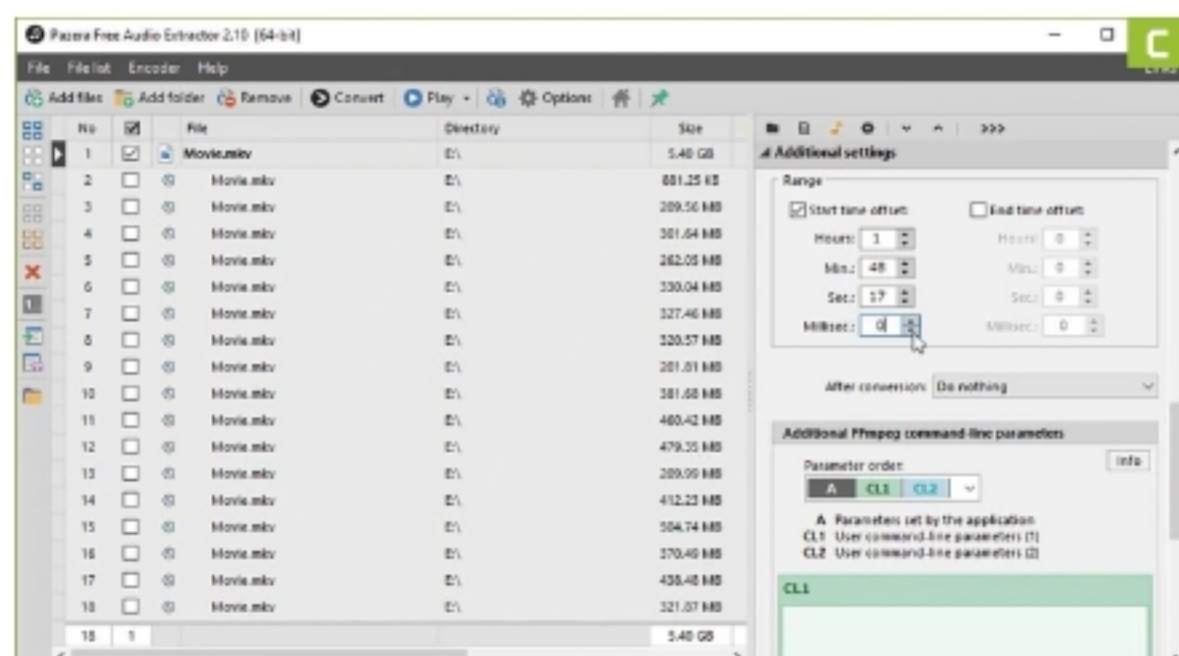 Pazera Free Audio Extractor 2.10 [64-bit]
C
File File list Encoder Help
Add files Add folder Remove Convert Play Options
No File Directory Size
1 Movie.mkv E:\ 5.40 GB
2 Movie.mkv E:\ 881.25 KB
3 Movie.mkv E:\ 209.56 MB
4 Movie.mkv E:\ 301.64 MB
5 Movie.mkv E:\ 262.05 MB
6 Movie.mkv E:\ 330.04 MB
7 Movie.mkv E:\ 327.46 MB
8 Movie.mkv E:\ 320.57 MB
9 Movie.mkv E:\ 201.81 MB
10 Movie.mkv E:\ 381.68 MB
11 Movie.mkv E:\ 460.42 MB
12 Movie.mkv E:\ 479.35 MB
13 Movie.mkv E:\ 209.99 MB
14 Movie.mkv E:\ 412.23 MB
15 Movie.mkv E:\ 504.74 MB
16 Movie.mkv E:\ 370.49 MB
17 Movie.mkv E:\ 438.48 MB
18 Movie.mkv E:\ 321.87 MB
18 1 5.40 GB
>>>
Additional settings
Range
Start time offset: End time offset:
Hours: 1 Hours: 0
Min.: 48 Min.: 0
Sec.: 17 Sec.: 0
Millisec.: 0 Millisec.: 0
After conversion: Do nothing
Additional FFmpeg command-line parameters
Parameter order: Info
A CL1 CL2
A Parameters set by the application
CL1 User command-line parameters (1)
CL2 User command-line parameters (2)
CL1